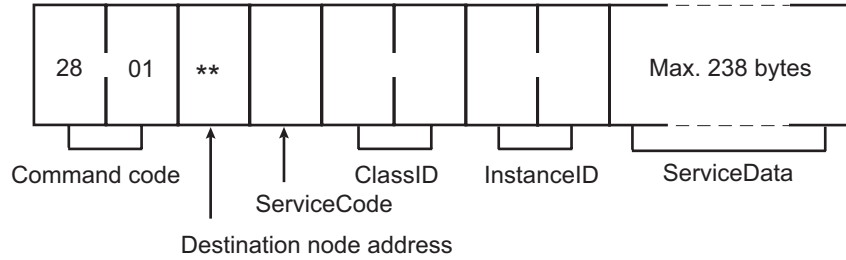 28 01 ** Max. 238 bytes
Command code ClassID InstanceID ServiceData
ServiceCode
Destination node address